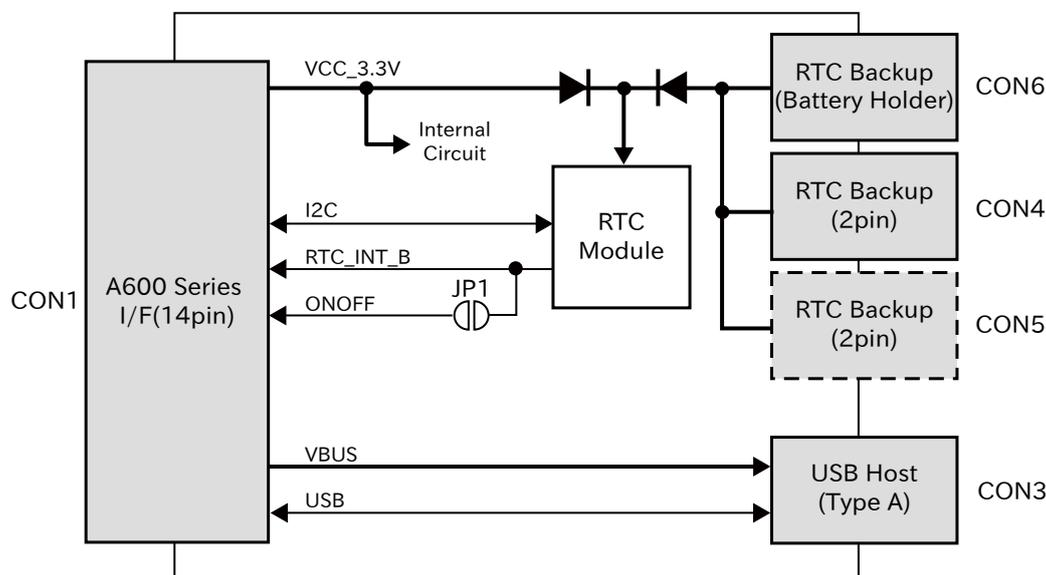 VCC_3.3V
RTC Backup
(Battery Holder)
CON6
Internal
Circuit
RTC Backup
(2pin)
CON4
I2C
RTC
Module
RTC_INT_B
CON1
A600 Series
I/F(14pin)
JP1
ONOFF
RTC Backup
(2pin)
CON5
VBUS
USB
USB Host
(Type A)
CON3